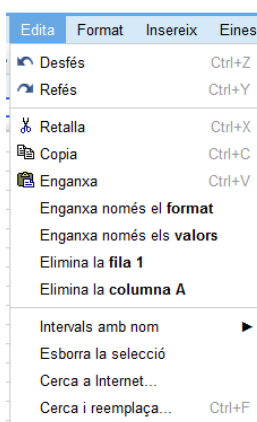 Edita Format Insereix Eines
Desfés Ctrl+Z
Refés Ctrl+Y
Retalla Ctrl+X
Copia Ctrl+C
Enganxa Ctrl+V
Enganxa només el format
Enganxa només els valors
Elimina la fila 1
Elimina la columna A
Intervals amb nom
Esborra la selecció
Cerca a Internet...
Cerca i reemplaça... Ctrl+F